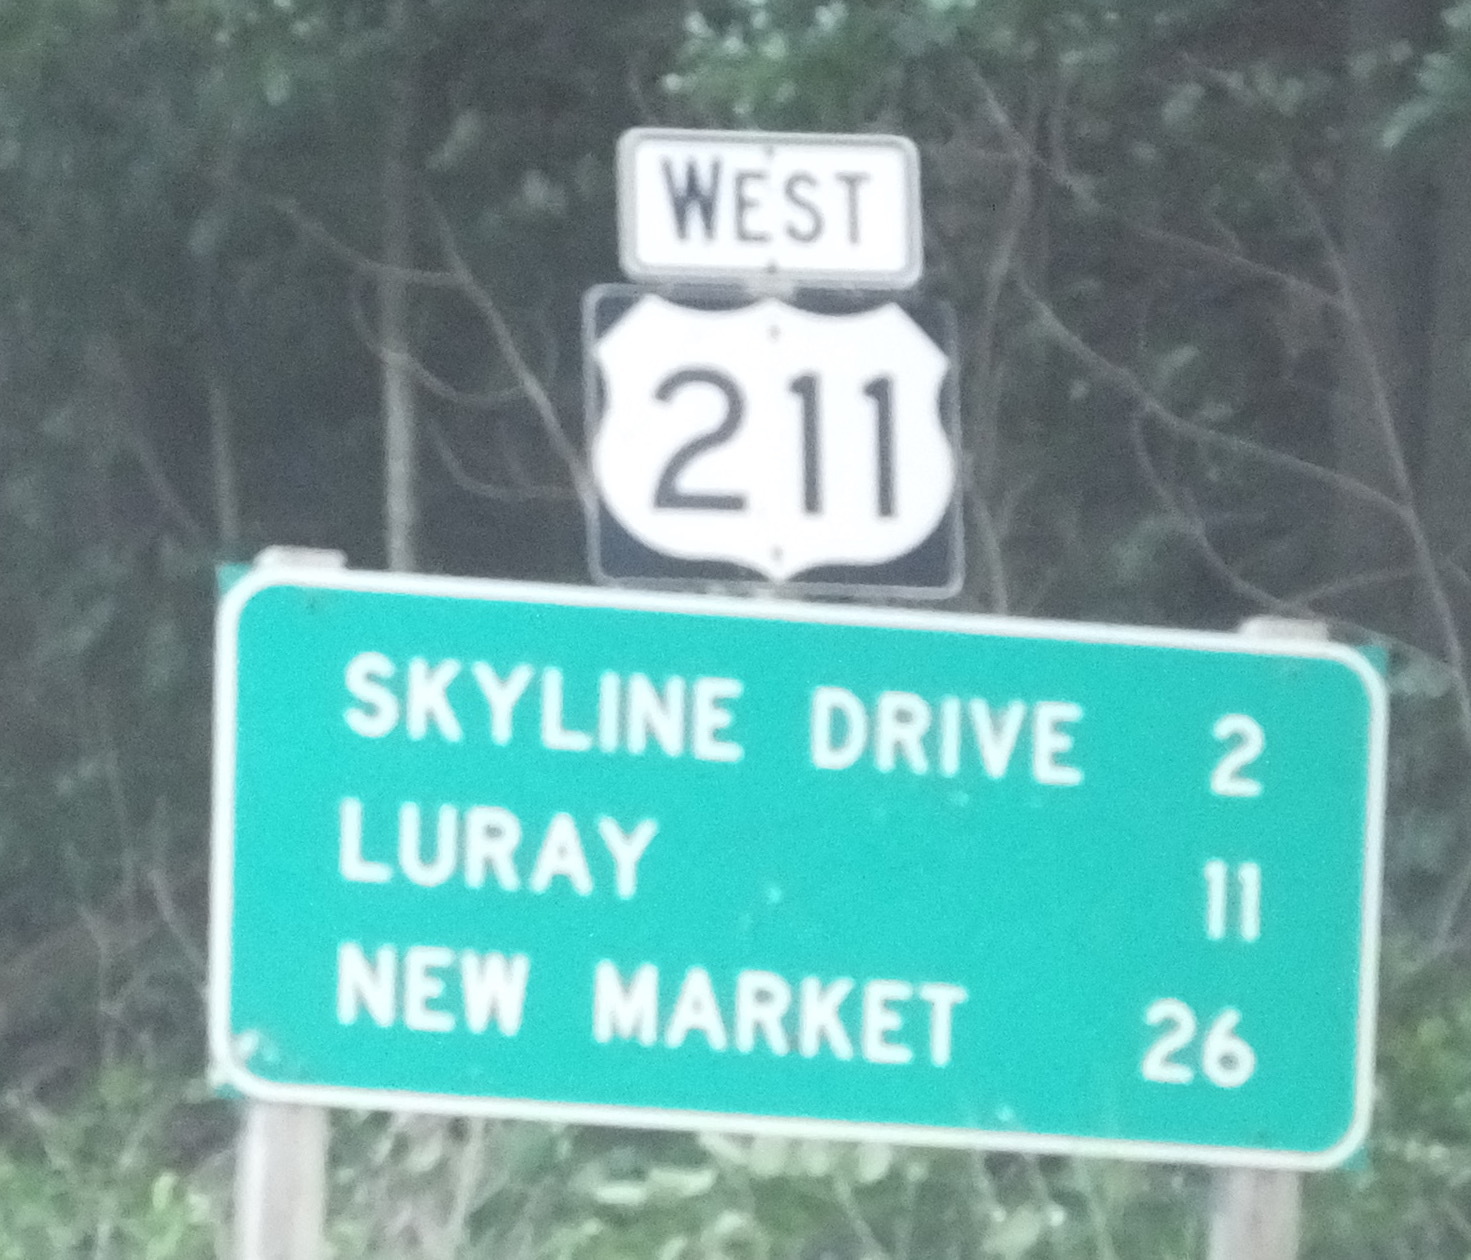 WEST
211
SKYLINE DRIVE 2
LURAY 11
NEW MARKET 26